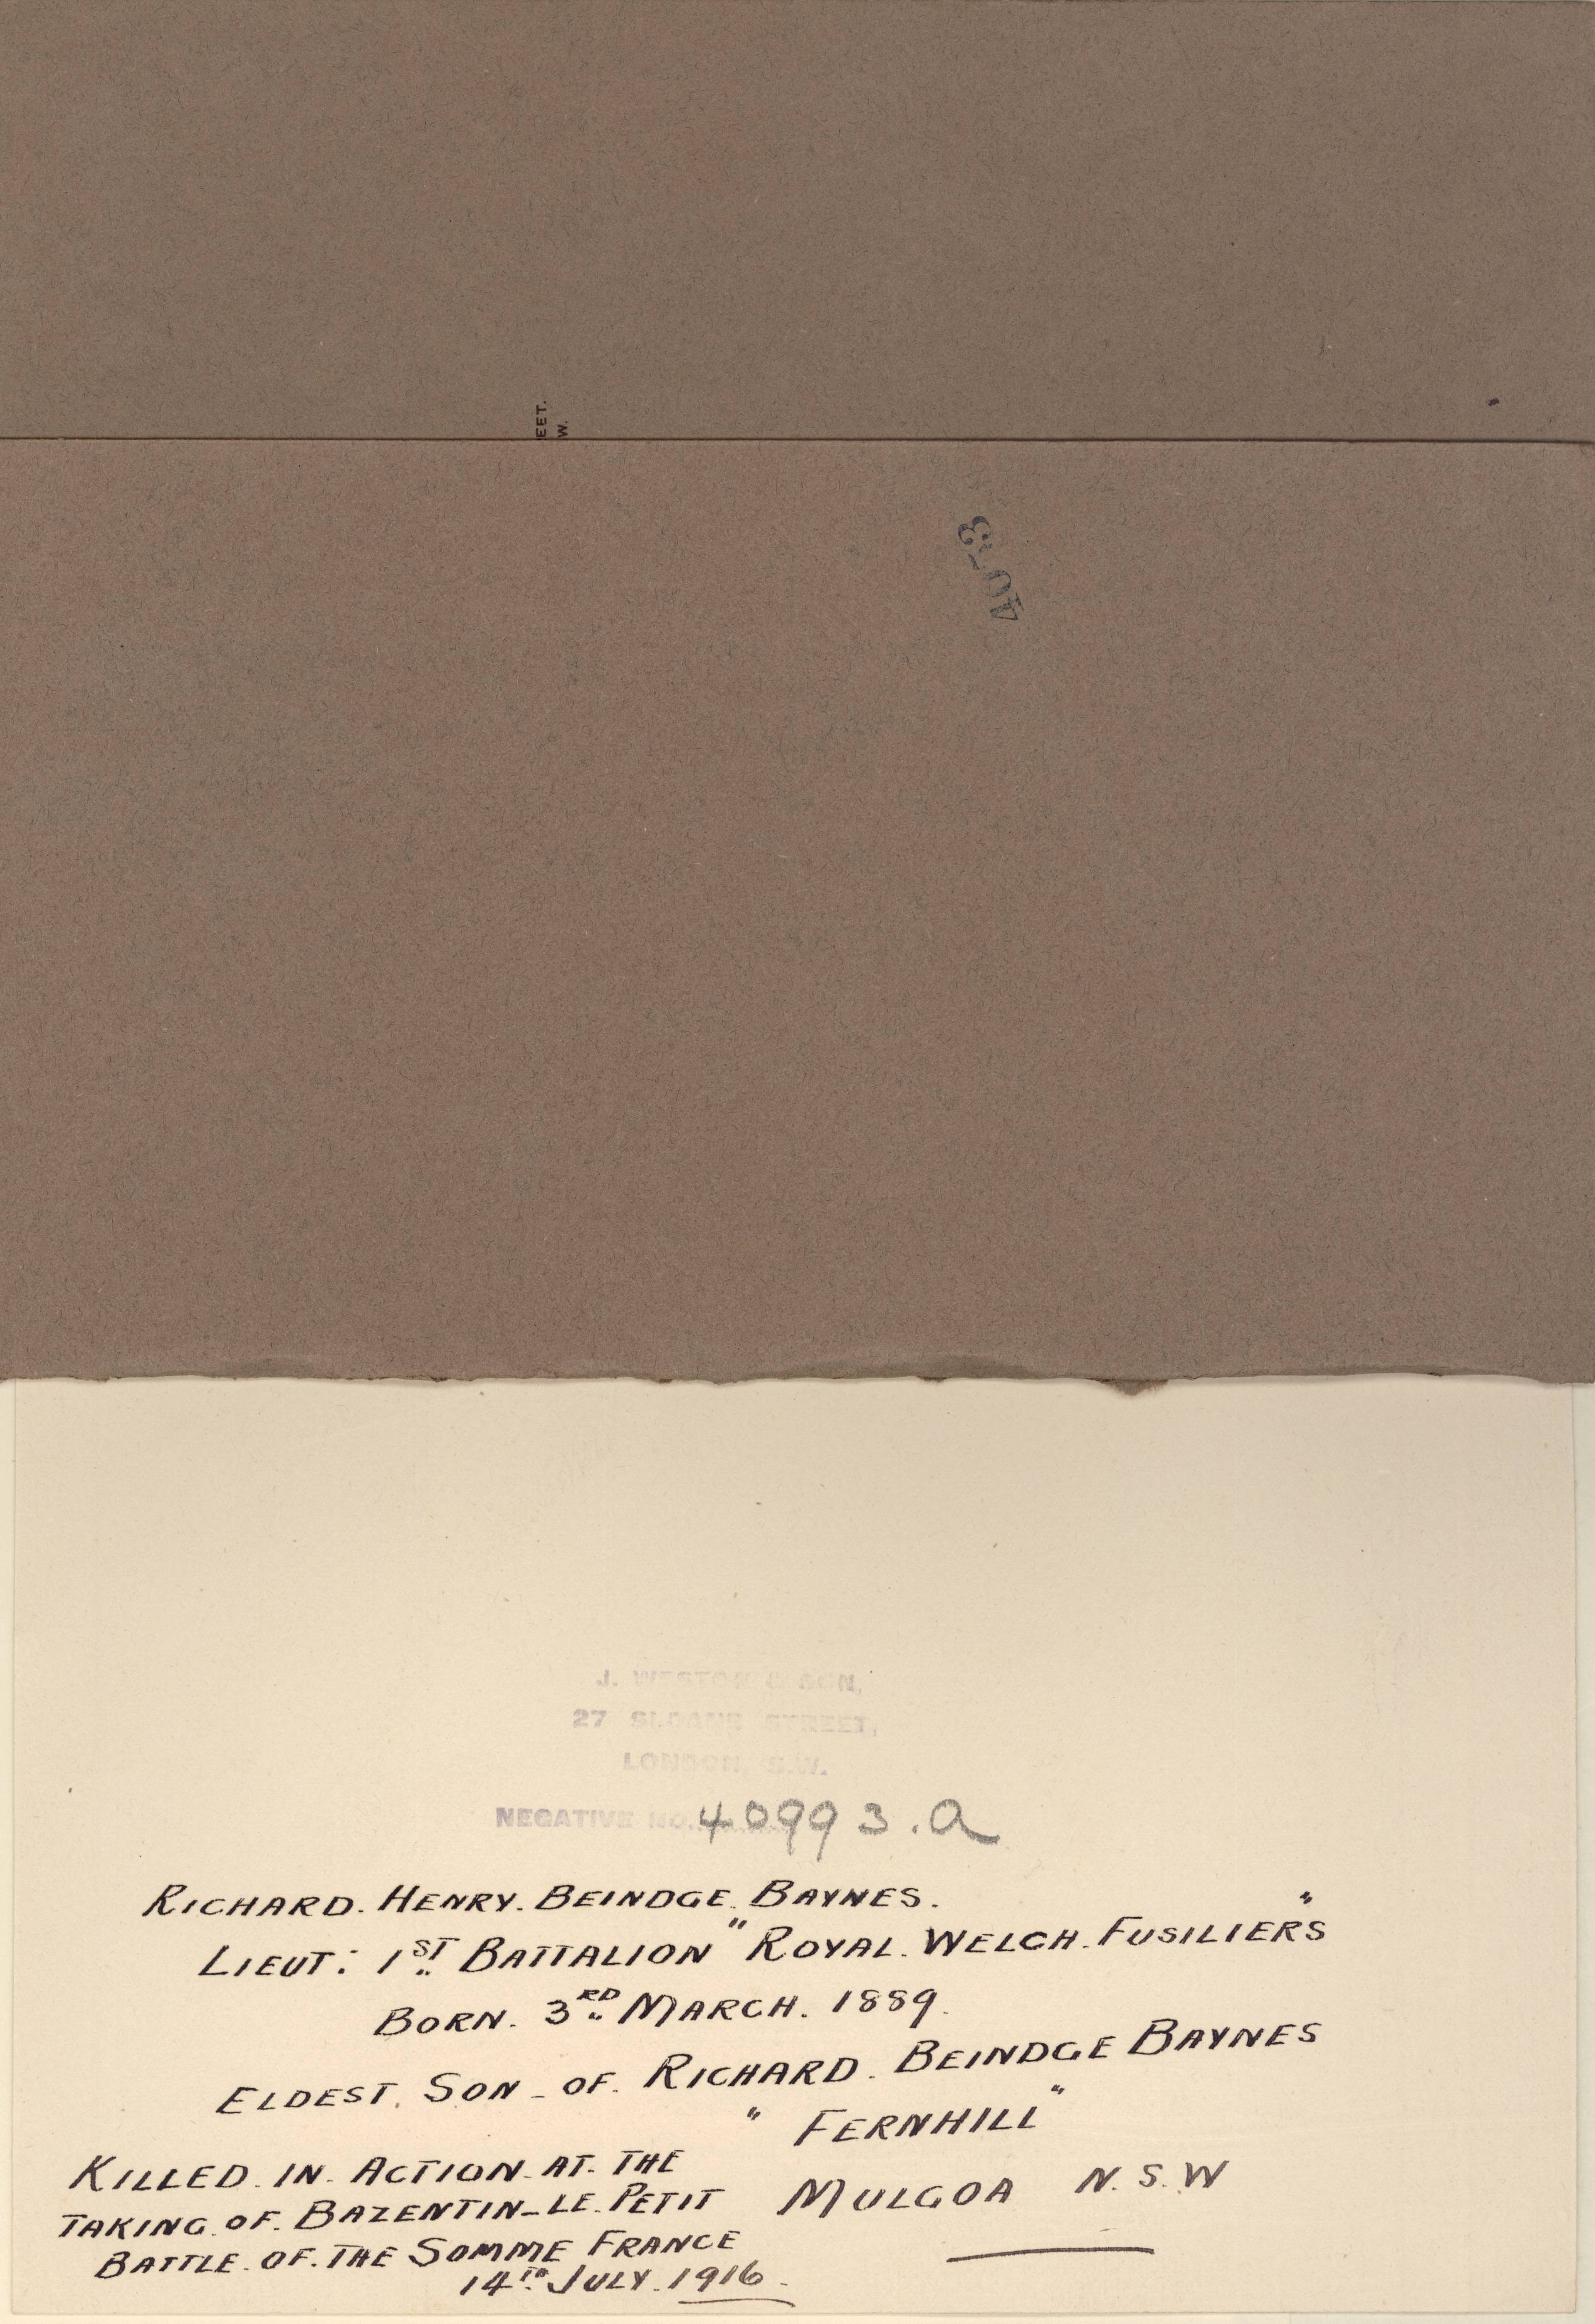 EET.
W.
J. WESTON & SON,
27 SLOANE STREET,
LONDON, S.W.
NEGATIVE NO. 40993.a
RICHARD. HENRY. BEINDGE. BAYNES.
LIEUT: 1ST BATTALION "ROYAL. WELCH. FUSILIERS"
BORN. 3RD MARCH. 1889.
ELDEST. SON - OF. RICHARD. BEINDGE BAYNES
" FERNHILL "
MULGOA N.S.W
KILLED. IN. ACTION. AT. THE
TAKING. OF. BAZENTIN-LE. PETIT
BATTLE. OF. THE SOMME FRANCE
14TH JULY. 1916.